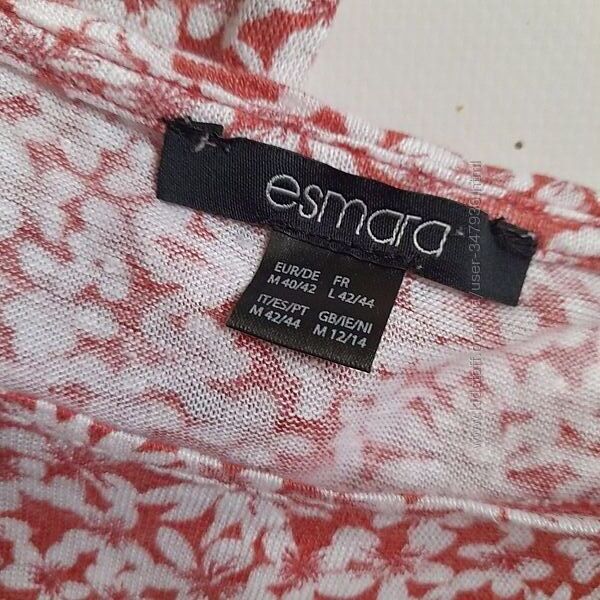 esmara
EUR/DE FR
M 40/42 L 42/44
IT/ES/PT GB/IE/NI
M 42/44 M 12/14